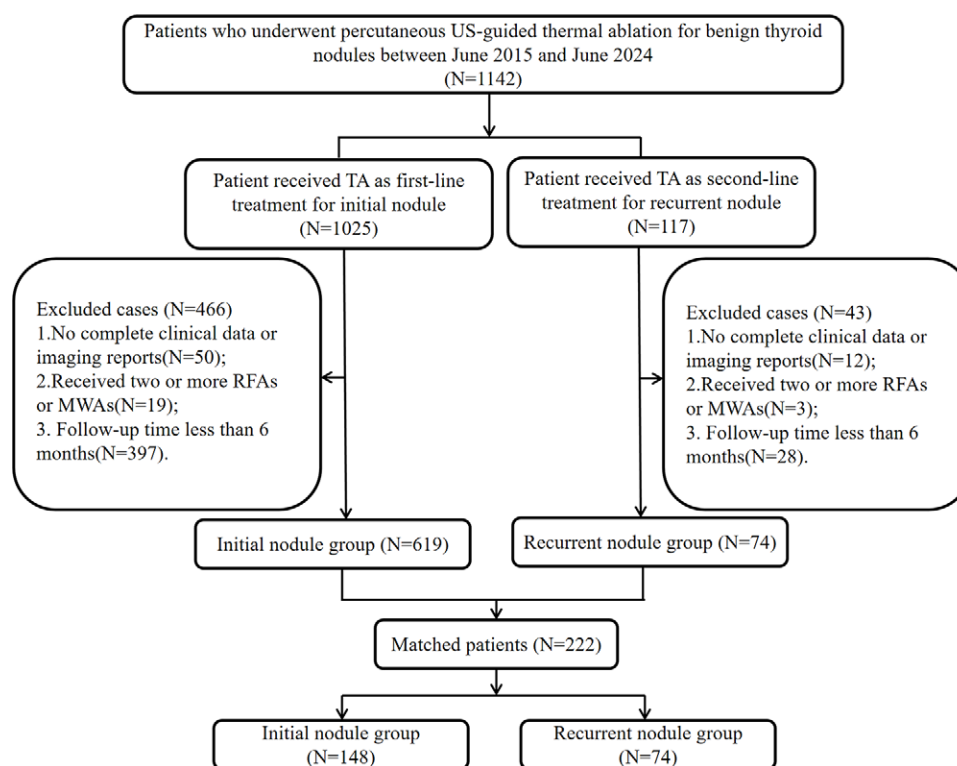 Patients who underwent percutaneous US-guided thermal ablation for benign thyroid
nodules between June 2015 and June 2024
(N=1142)
Patient received TA as first-line
treatment for initial nodule
(N=1025)
Patient received TA as second-line
treatment for recurrent nodule
(N=117)
Excluded cases (N=466)
1.No complete clinical data or
imaging reports(N=50);
2.Received two or more RFAs
or MWAs(N=19);
3. Follow-up time less than 6
months(N=397).
Excluded cases (N=43)
1.No complete clinical data or
imaging reports(N=12);
2.Received two or more RFAs
or MWAs(N=3);
3. Follow-up time less than 6
months(N=28).
Initial nodule group (N=619)
Recurrent nodule group (N=74)
Matched patients (N=222)
Initial nodule group
(N=148)
Recurrent nodule group
(N=74)